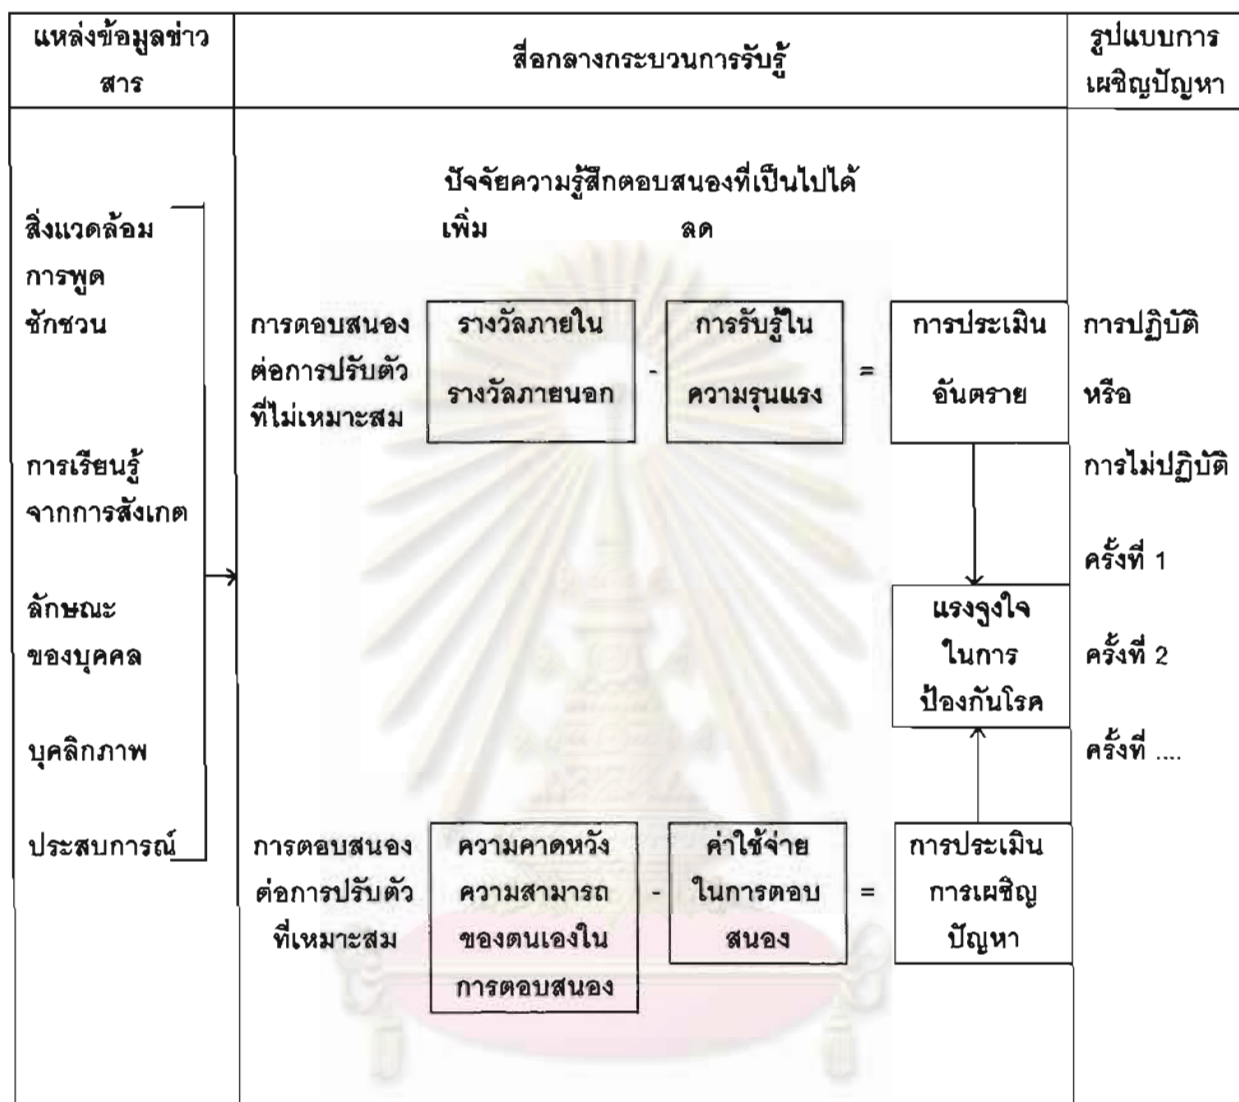 แหล่งข้อมูลข่าว
สาร
สื่อกลางกระบวนการรับรู้
รูปแบบการ
เผชิญปัญหา
ปัจจัยความรู้สึกตอบสนองที่เป็นไปได้
เพิ่ม ลด
สิ่งแวดล้อม
การพูด
ชักชวน
การเรียนรู้
จากการสังเกต
ลักษณะ
ของบุคคล
บุคลิกภาพ
ประสบการณ์
การตอบสนอง
ต่อการปรับตัว
ที่ไม่เหมาะสม
รางวัลภายใน
รางวัลภายนอก
-
การรับรู้ใน
ความรุนแรง
=
การประเมิน
อันตราย
แรงจูงใจ
ในการ
ป้องกันโรค
การตอบสนอง
ต่อการปรับตัว
ที่เหมาะสม
ความคาดหวัง
ความสามารถ
ของตนเองใน
การตอบสนอง
-
ค่าใช้จ่าย
ในการตอบ
สนอง
=
การประเมิน
การเผชิญ
ปัญหา
การปฏิบัติ
หรือ
การไม่ปฏิบัติ
ครั้งที่ 1
ครั้งที่ 2
ครั้งที่ ....